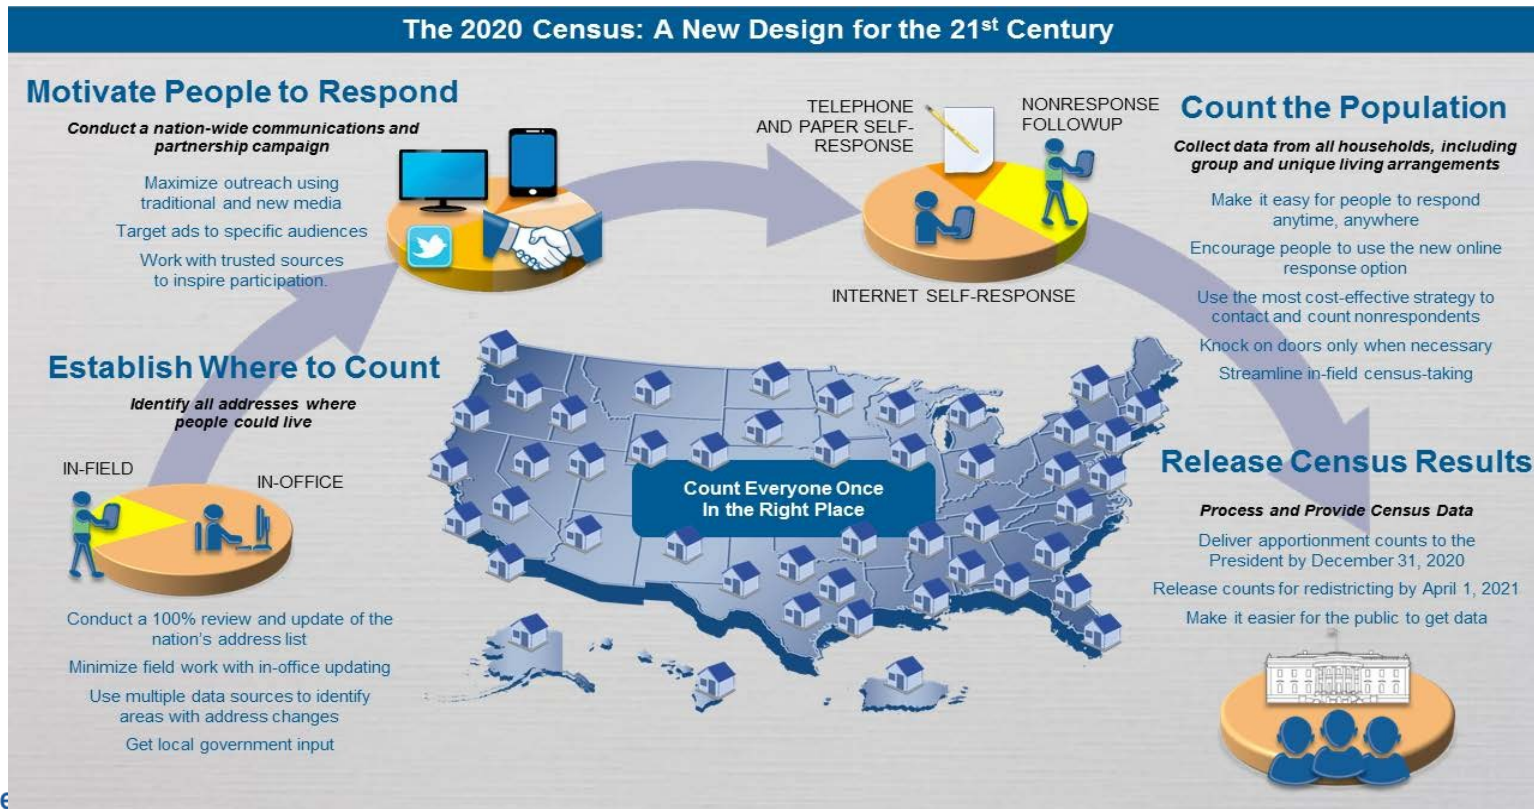 The 2020 Census: A New Design for the 21st Century
Motivate People to Respond
Conduct a nation-wide communications and
partnership campaign
Maximize outreach using
traditional and new media
Target ads to specific audiences
Work with trusted sources
to inspire participation.
TELEPHONE
AND PAPER SELF-
RESPONSE
NONRESPONSE
FOLLOWUP
INTERNET SELF-RESPONSE
Count the Population
Collect data from all households, including
group and unique living arrangements
Make it easy for people to respond
anytime, anywhere
Encourage people to use the new online
response option
Use the most cost-effective strategy to
contact and count nonrespondents
Knock on doors only when necessary
Streamline in-field census-taking
Establish Where to Count
Identify all addresses where
people could live
IN-FIELD
IN-OFFICE
Conduct a 100% review and update of the
nation's address list
Minimize field work with in-office updating
Use multiple data sources to identify
areas with address changes
Get local government input
Count Everyone Once
In the Right Place
Release Census Results
Process and Provide Census Data
Deliver apportionment counts to the
President by December 31, 2020
Release counts for redistricting by April 1, 2021
Make it easier for the public to get data